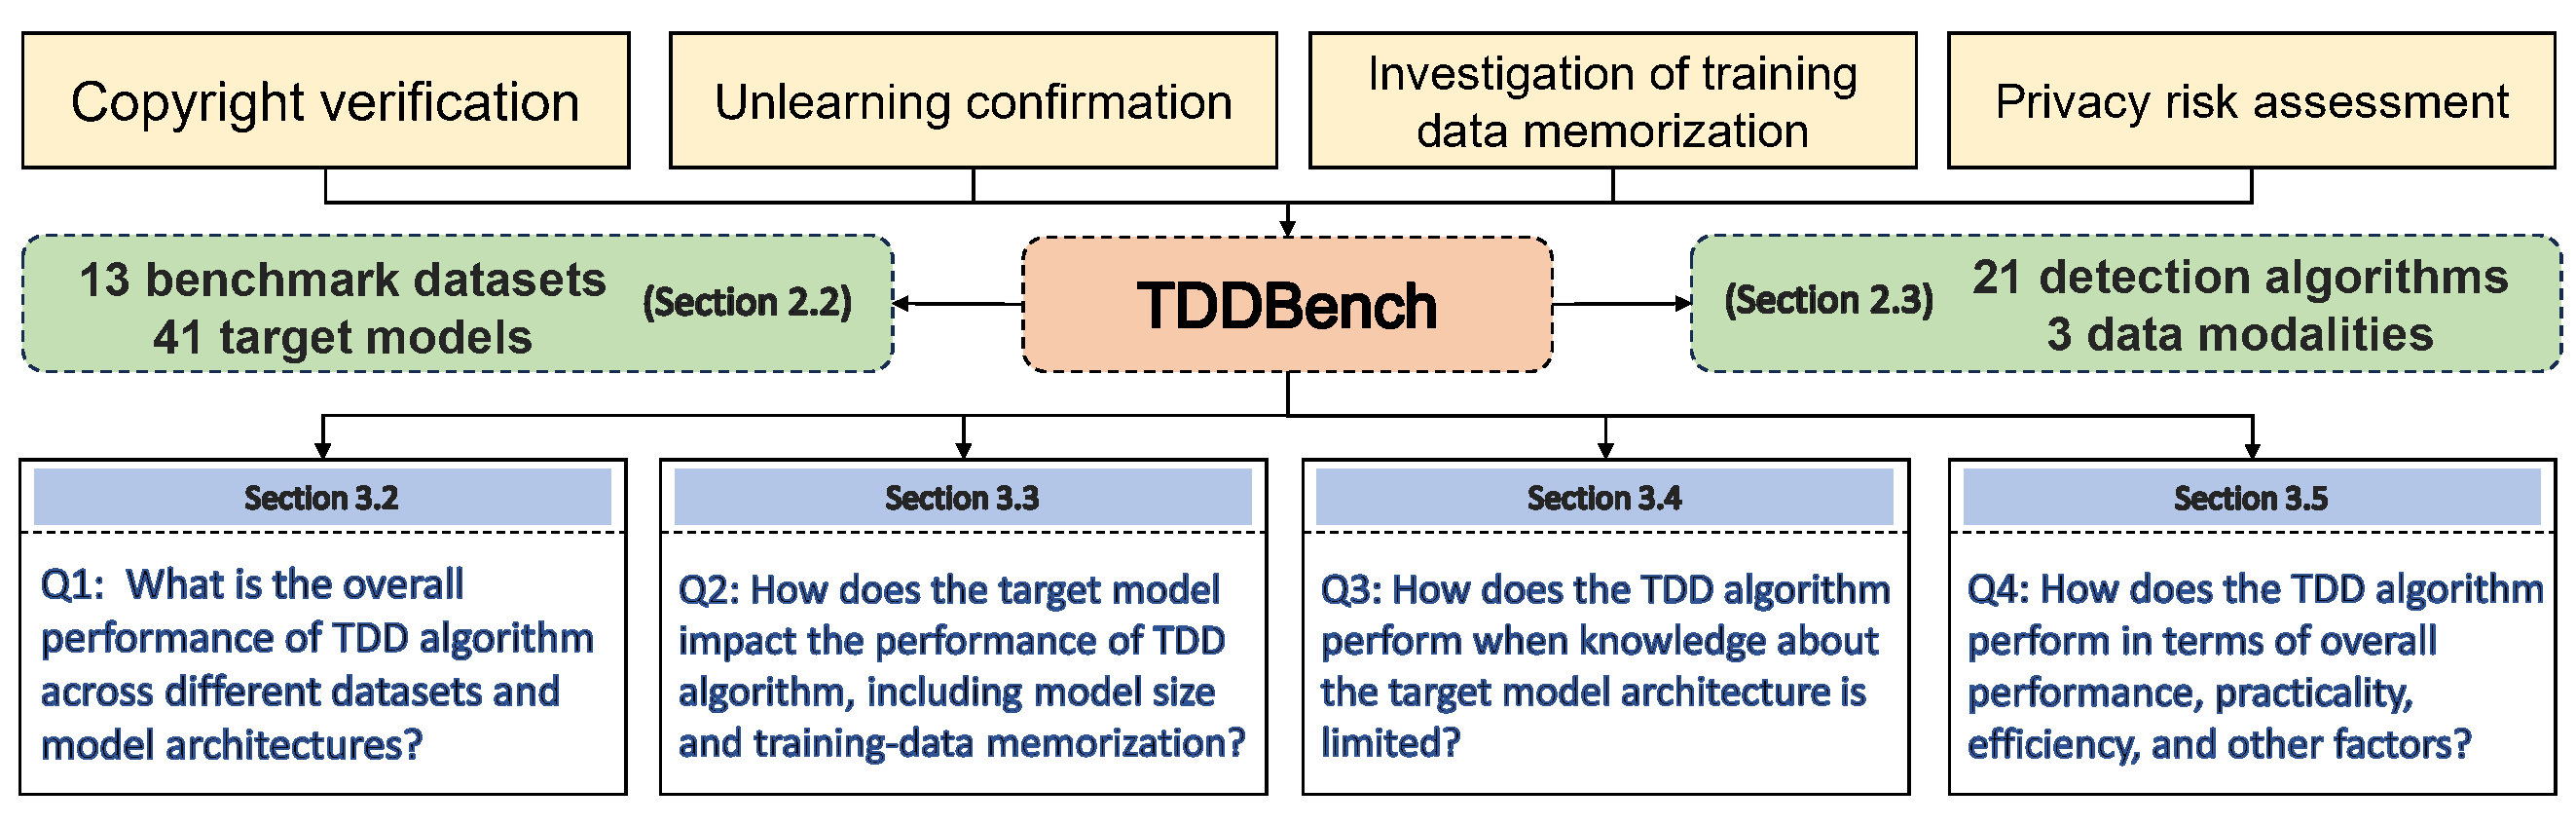 Copyright verification
Unlearning confirmation
Investigation of training
data memorization
Privacy risk assessment
13 benchmark datasets
41 target models
(Section 2.2)
TDDBench
(Section 2.3)
21 detection algorithms
3 data modalities
Section 3.2
Q1:  What is the overall
performance of TDD algorithm
across different datasets and
model architectures?
Section 3.3
Q2: How does the target model
impact the performance of TDD
algorithm, including model size
and training-data memorization?
Section 3.4
Q3: How does the TDD algorithm
perform when knowledge about
the target model architecture is
limited?
Section 3.5
Q4: How does the TDD algorithm
perform in terms of overall
performance, practicality,
efficiency, and other factors?